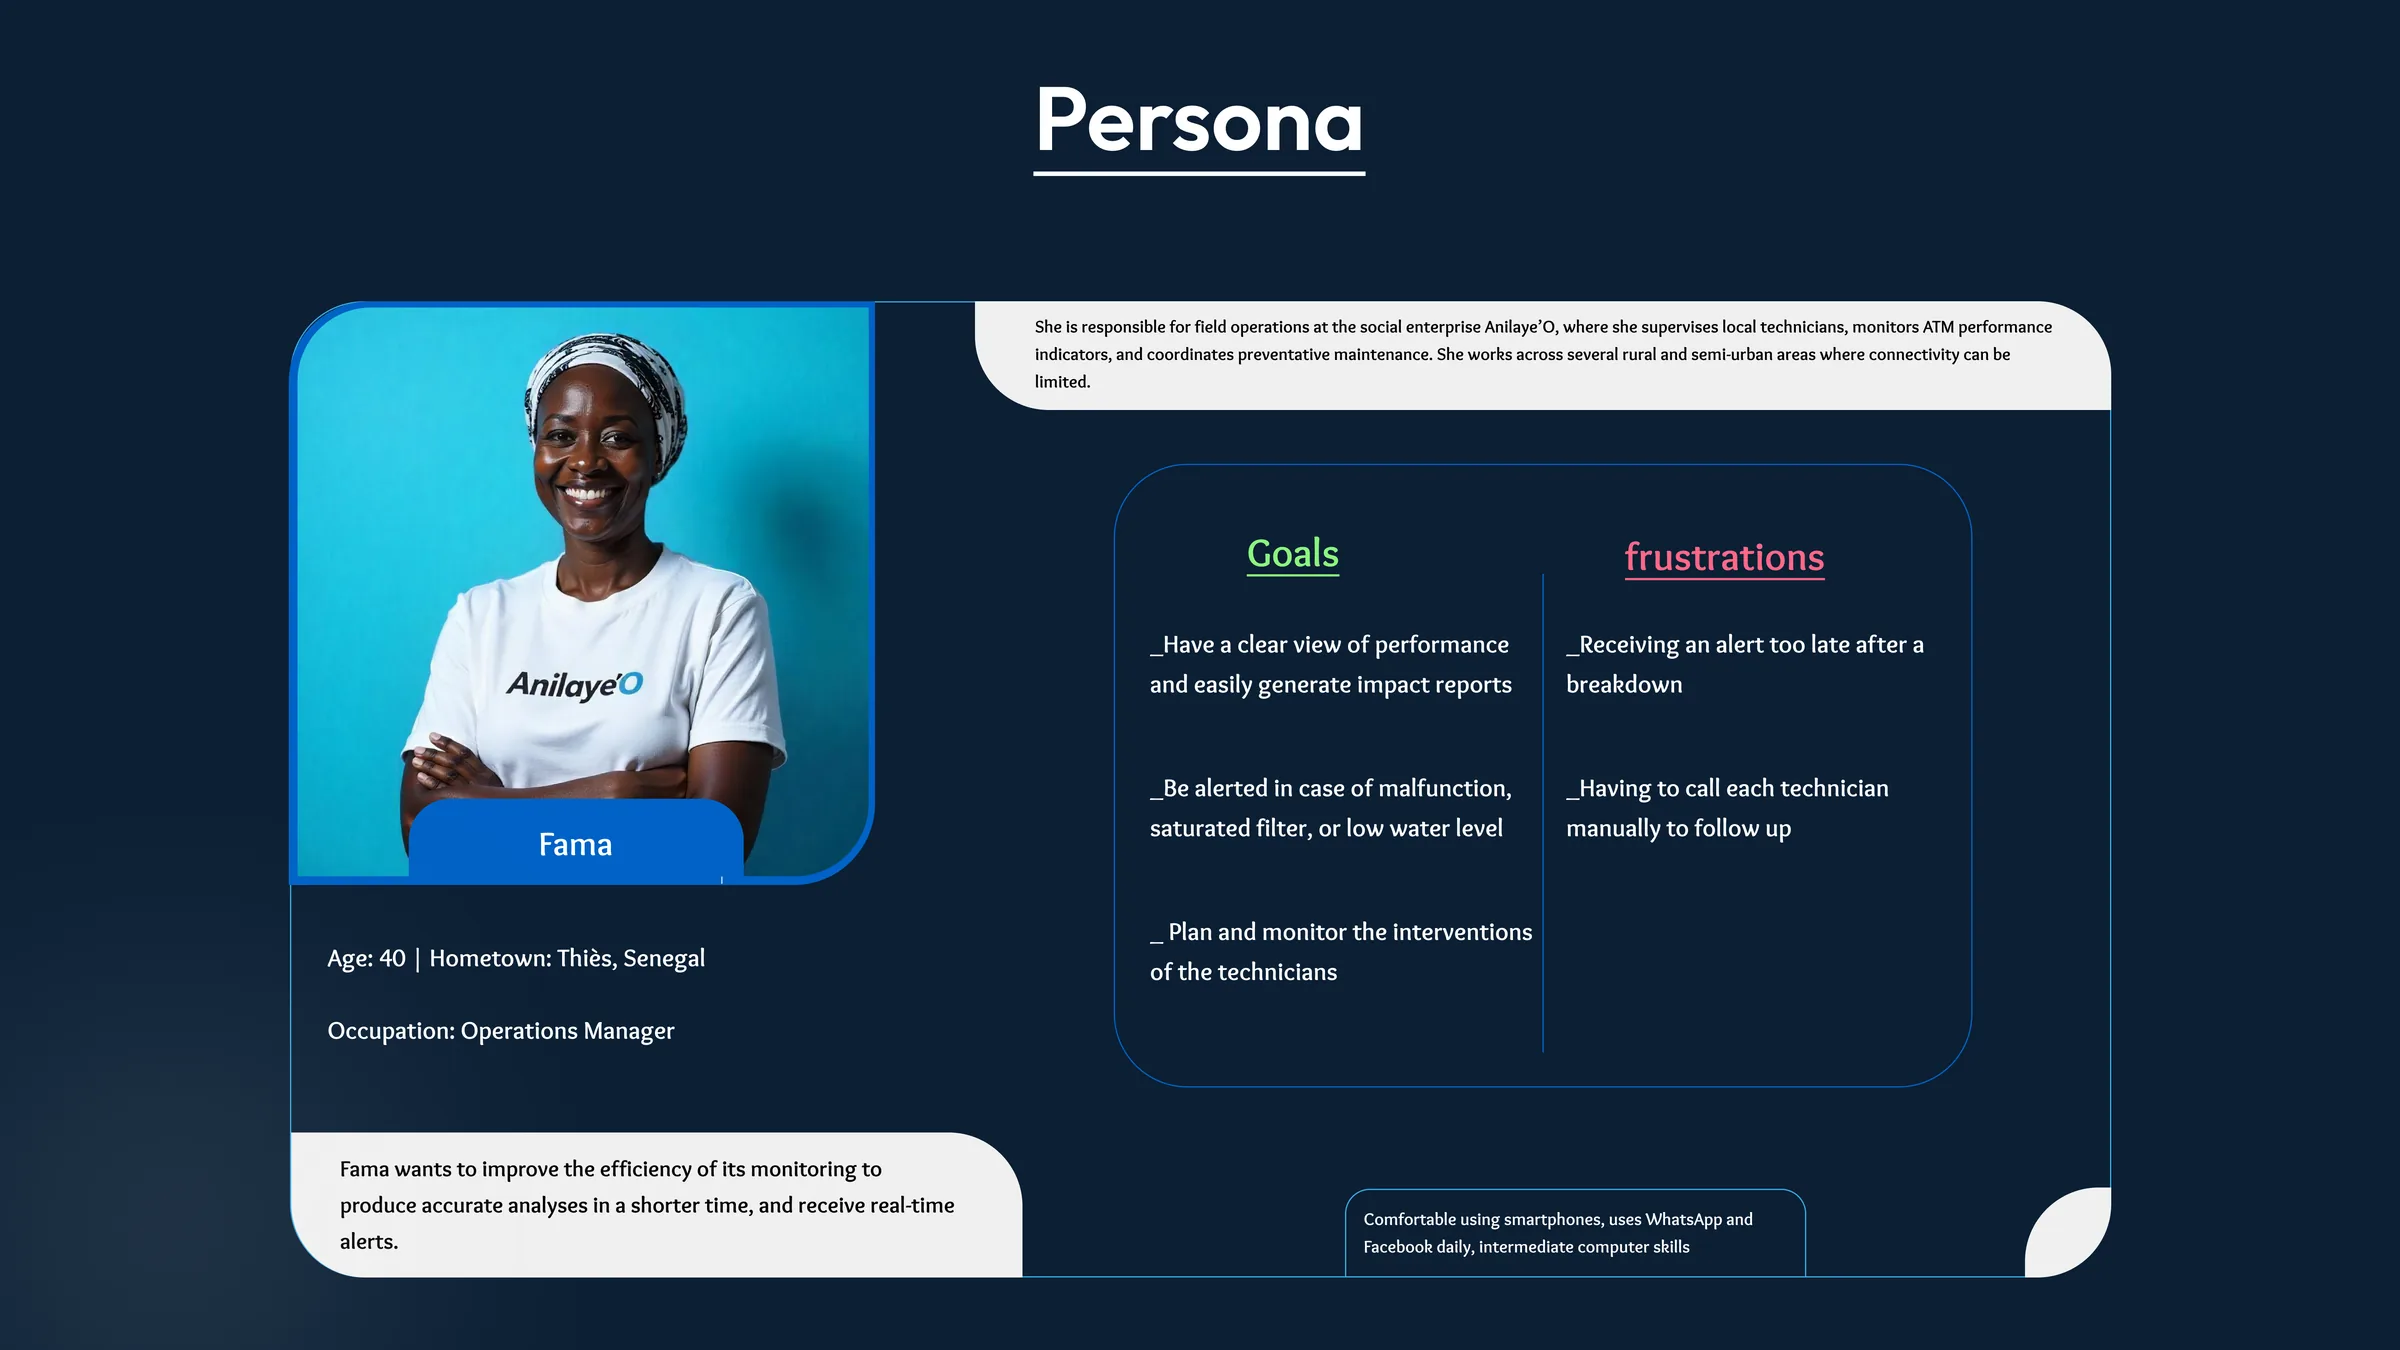 Persona
She is responsible for field operations at the social enterprise Anilaye’O, where she supervises local technicians, monitors ATM performance
indicators, and coordinates preventative maintenance. She works across several rural and semi-urban areas where connectivity can be
limited.
Anilaye’O
Fama
Age: 40 | Hometown: Thiès, Senegal
Occupation: Operations Manager
Fama wants to improve the efficiency of its monitoring to
produce accurate analyses in a shorter time, and receive real-time
alerts.
Goals
_Have a clear view of performance
and easily generate impact reports
_Be alerted in case of malfunction,
saturated filter, or low water level
_ Plan and monitor the interventions
of the technicians
frustrations
_Receiving an alert too late after a
breakdown
_Having to call each technician
manually to follow up
Comfortable using smartphones, uses WhatsApp and
Facebook daily, intermediate computer skills